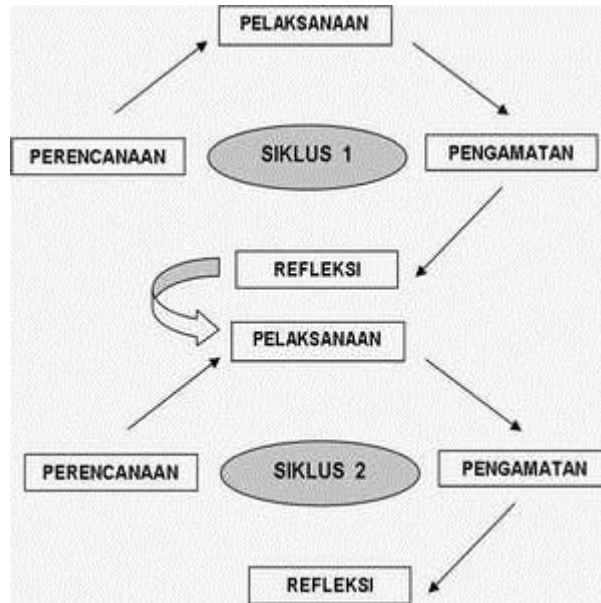 PELAKSANAAN
PERENCANAAN
SIKLUS 1
PENGAMATAN
REFLEKSI
PELAKSANAAN
PERENCANAAN
SIKLUS 2
PENGAMATAN
REFLEKSI